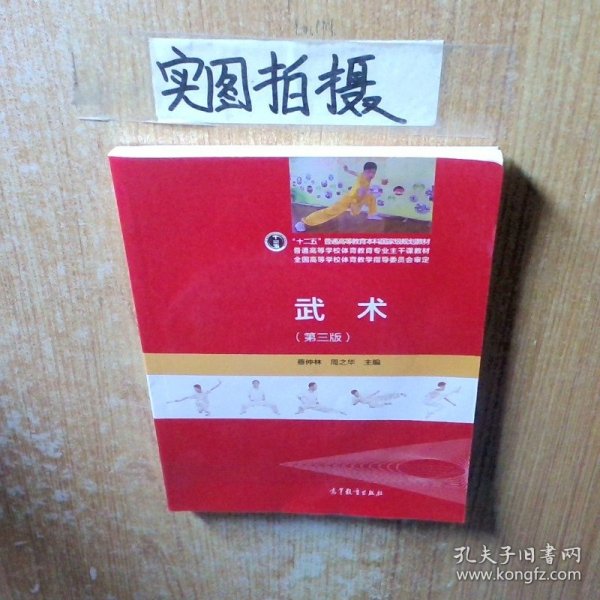 实图拍摄
“十二五”普通高等教育本科国家级规划教材
普通高等学校体育教育专业主干课教材
全国高等学校体育教学指导委员会审定
武术
（第三版）
蔡仲林 周之华 主编
高等教育出版社
孔夫子旧书网
www.kongfz.com